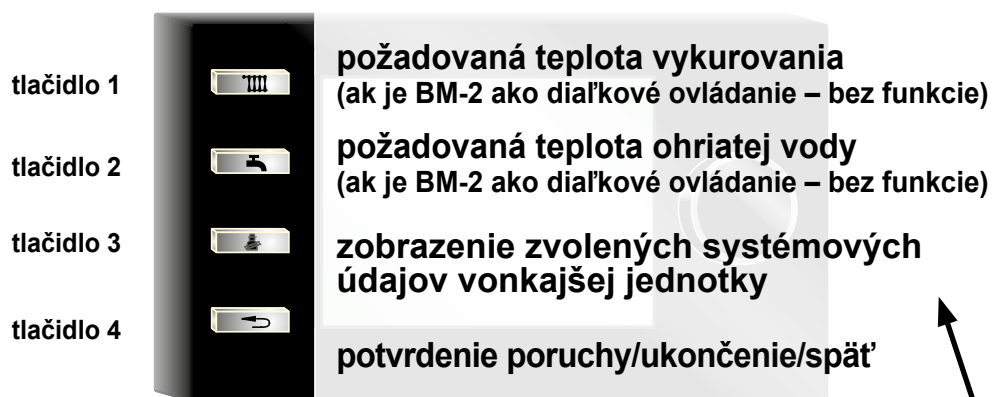 tlačidlo 1
požadovaná teplota vykurovania
(ak je BM-2 ako diaľkové ovládanie – bez funkcie)
tlačidlo 2
požadovaná teplota ohriatej vody
(ak je BM-2 ako diaľkové ovládanie – bez funkcie)
tlačidlo 3
zobrazenie zvolených systémových
údajov vonkajšej jednotky
tlačidlo 4
potvrdenie poruchy/ukončenie/späť